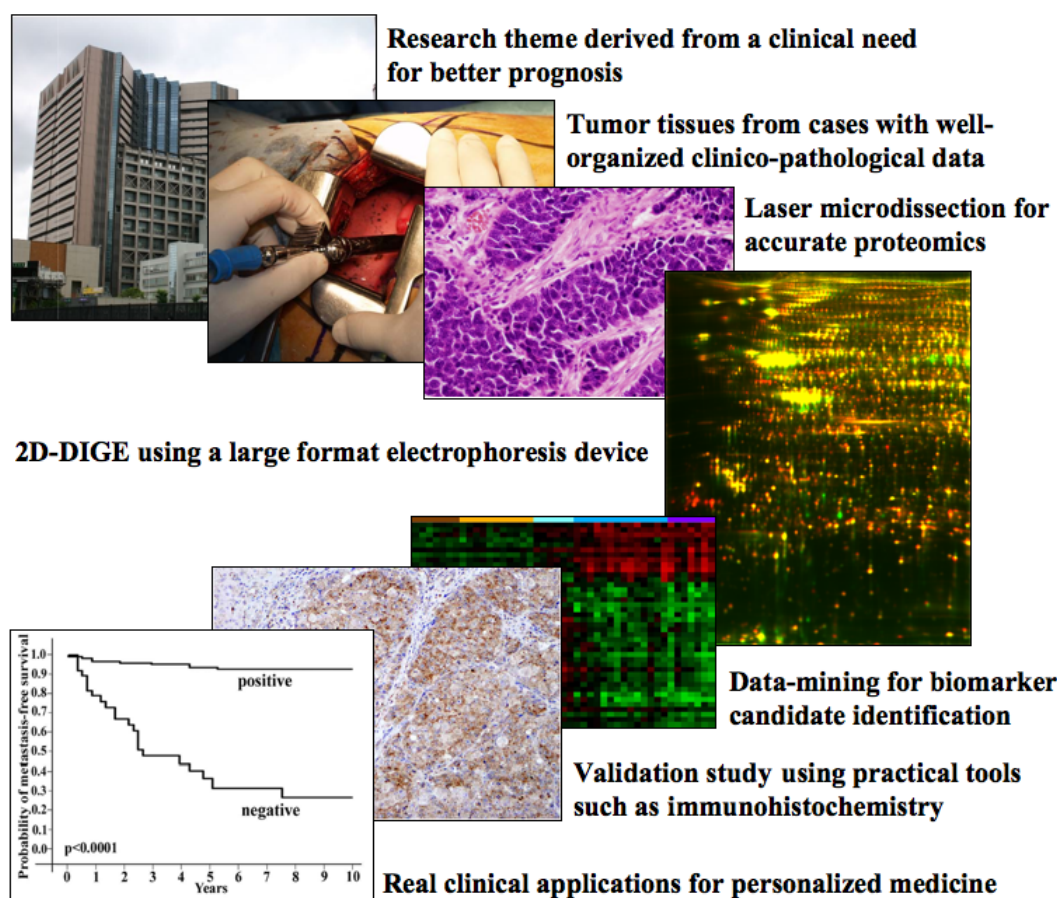 Research theme derived from a clinical need
for better prognosis
Tumor tissues from cases with well-
organized clinico-pathological data
Laser microdissection for
accurate proteomics
2D-DIGE using a large format electrophoresis device
Data-mining for biomarker
candidate identification
Validation study using practical tools
such as immunohistochemistry
Probability of metastasis-free survival
1.0
0.9
0.8
0.7
0.6
0.5
0.4
0.3
0.2
0.1
0.0
positive
negative
p<0.0001
0 1 2 3 4 5 6 7 8 9 10
Years
Real clinical applications for personalized medicine